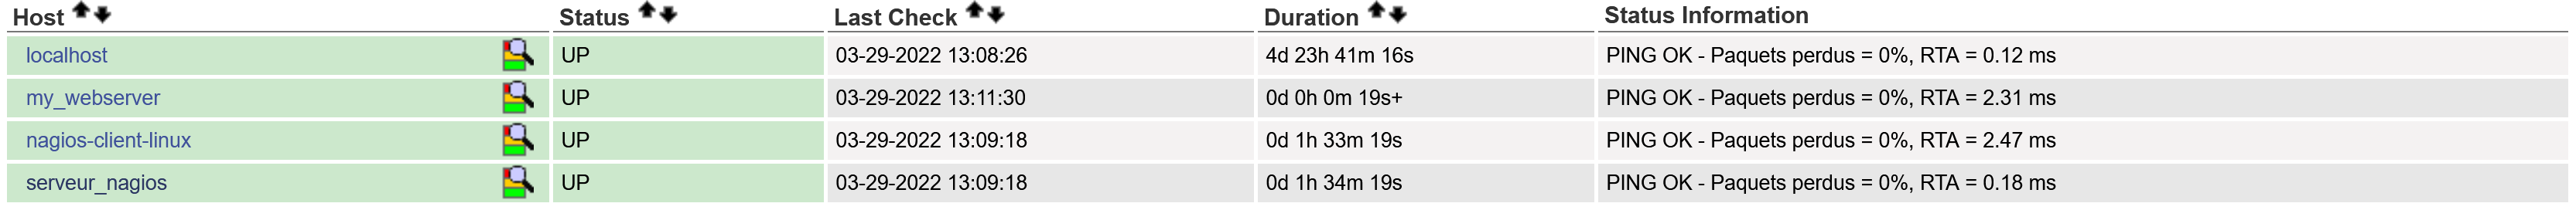 Host Status Last Check Duration Status Information
localhost UP 03-29-2022 13:08:26 4d 23h 41m 16s PING OK - Paquets perdus = 0%, RTA = 0.12 ms
my_webserver UP 03-29-2022 13:11:30 0d 0h 0m 19s+ PING OK - Paquets perdus = 0%, RTA = 2.31 ms
nagios-client-linux UP 03-29-2022 13:09:18 0d 1h 33m 19s PING OK - Paquets perdus = 0%, RTA = 2.47 ms
serveur_nagios UP 03-29-2022 13:09:18 0d 1h 34m 19s PING OK - Paquets perdus = 0%, RTA = 0.18 ms